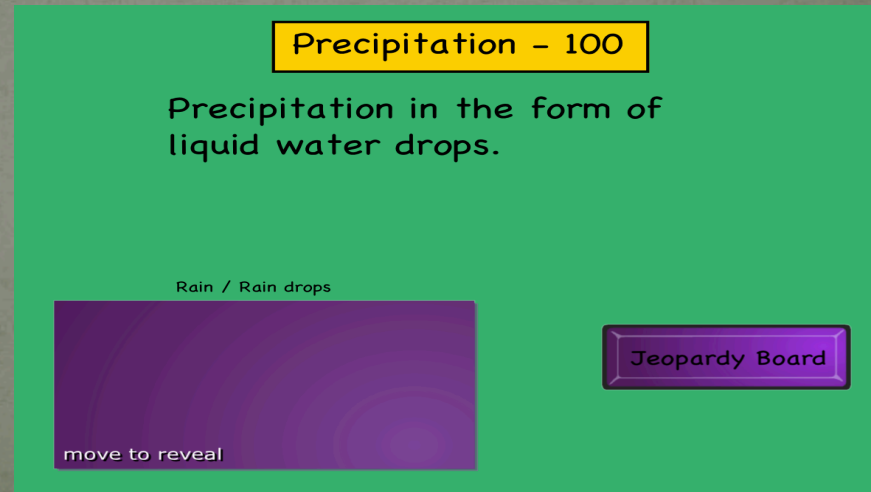 Precipitation - 100
Precipitation in the form of
liquid water drops.
Rain / Rain drops
Jeopardy Board
move to reveal